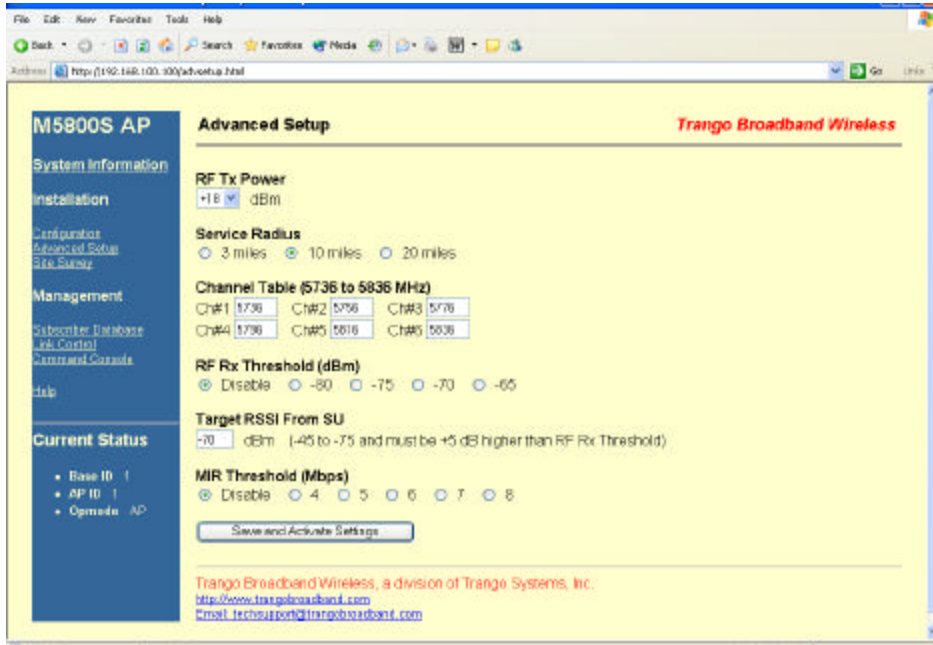 File Edit View Favorites Tools Help
Back Search Favorites Media
Address http://192.168.100.100/advsetup.html Go Links
M5800S AP
Advanced Setup
Trango Broadband Wireless
System Information
Installation
Configuration
Advanced Setup
Site Survey
Management
Subscriber Database
Link Control
Command Console
Help
Current Status
Base ID 1
AP ID 1
Opmode AP
RF Tx Power
+18 dBm
Service Radius
3 miles 10 miles 20 miles
Channel Table (5736 to 5836 MHz)
Ch#1 5736 Ch#2 5756 Ch#3 5776
Ch#4 5796 Ch#5 5816 Ch#6 5836
RF Rx Threshold (dBm)
Disable -80 -75 -70 -65
Target RSSI From SU
-70 dBm (-45 to -75 and must be +5 dB higher than RF Rx Threshold)
MIR Threshold (Mbps)
Disable 4 5 6 7 8
Save and Activate Settings
Trango Broadband Wireless, a division of Trango Systems, Inc.
http://www.trangobroadband.com
Email: techsupport@trangobroadband.com